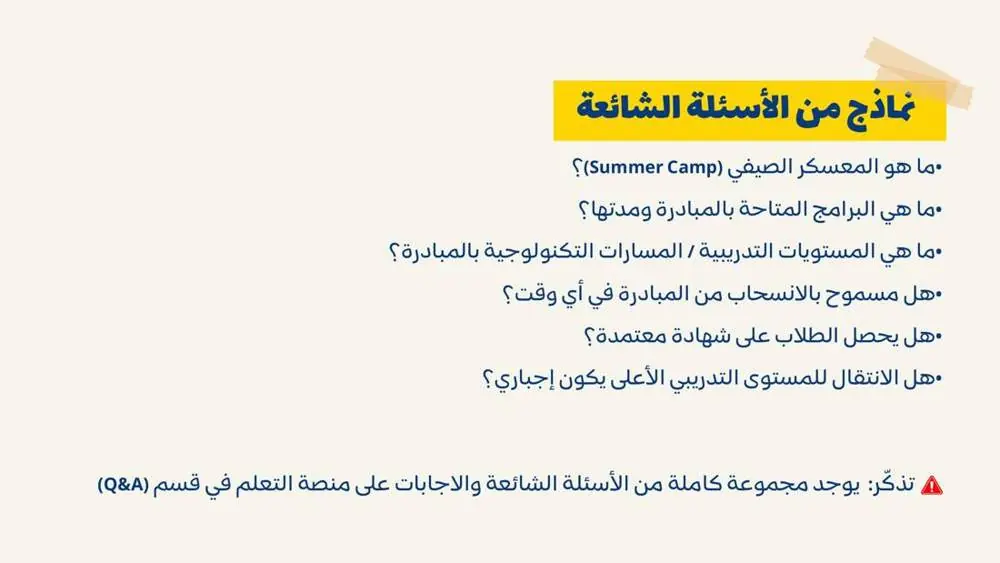 نماذج من الأسئلة الشائعة
•ما هو المعسكر الصيفي (Summer Camp)؟
•ما هي البرامج المتاحة بالمبادرة ومدتها؟
•ما هي المستويات التدريبية / المسارات التكنولوجية بالمبادرة؟
•هل مسموح بالانسحاب من المبادرة في أي وقت؟
•هل يحصل الطلاب على شهادة معتمدة؟
•هل الانتقال للمستوى التدريبي الأعلى يكون إجباري؟
⚠ تذكّر: يوجد مجموعة كاملة من الأسئلة الشائعة والاجابات على منصة التعلم في قسم (Q&A)